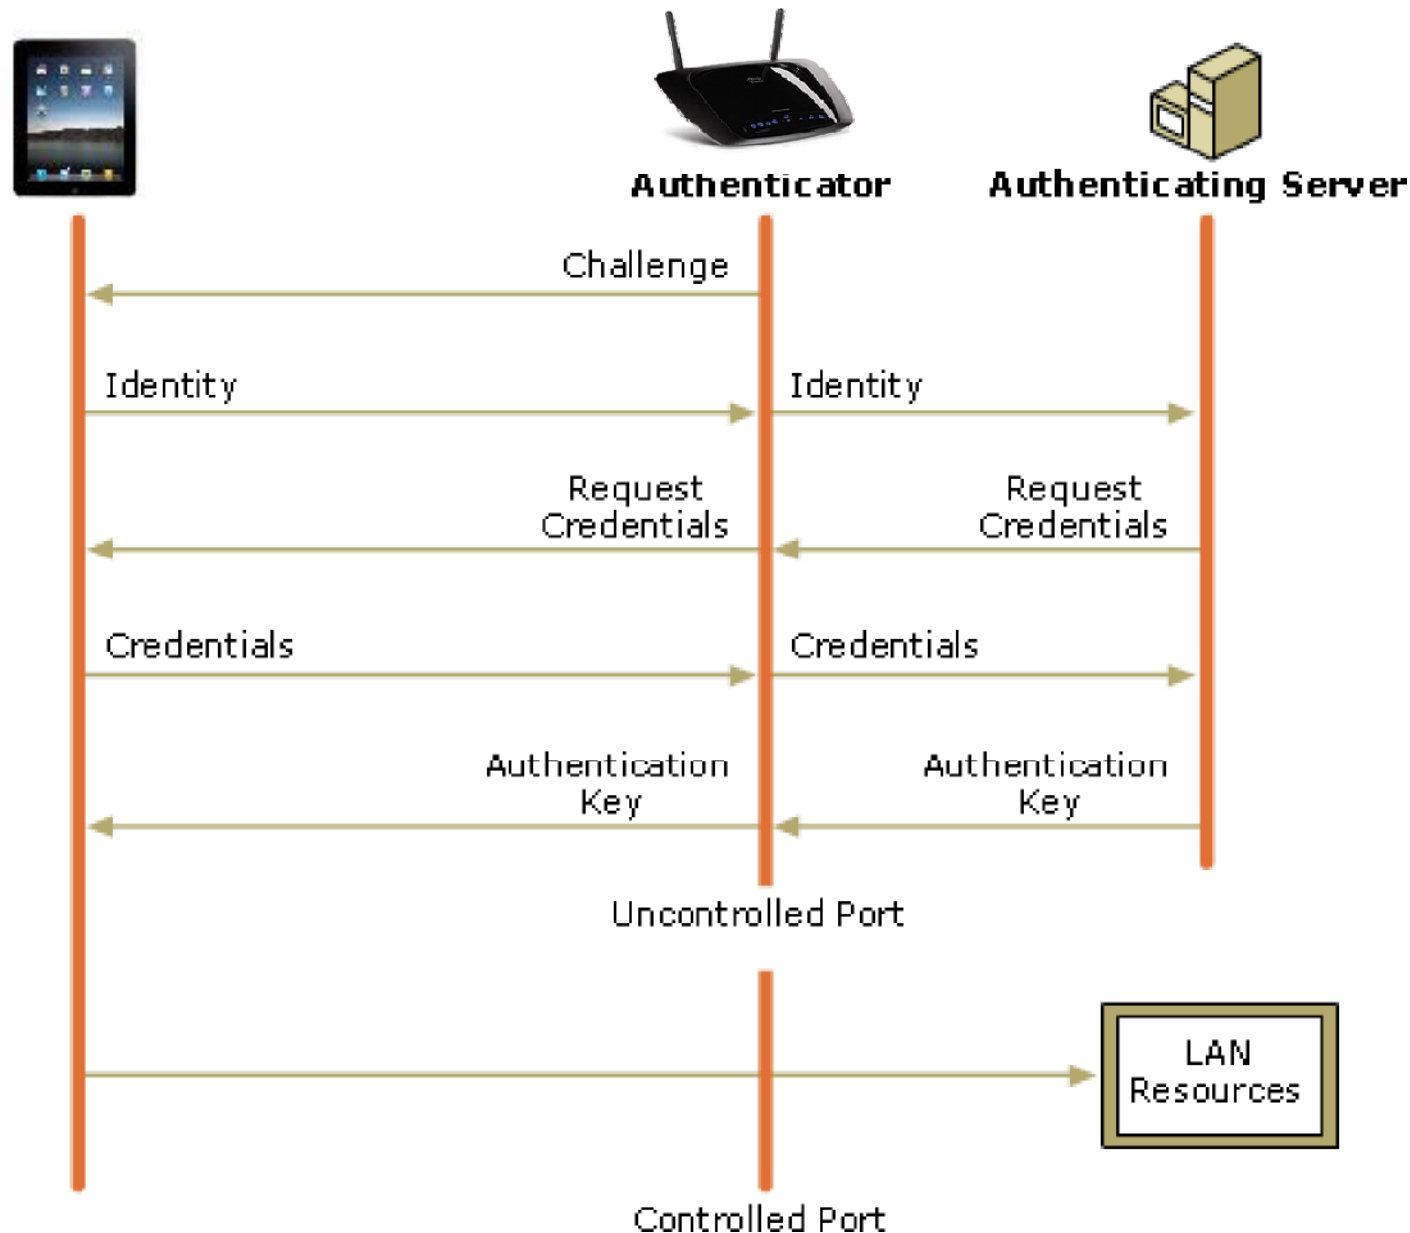 Authenticator
Authenticating Server
Challenge
Identity
Identity
Request
Credentials
Request
Credentials
Credentials
Credentials
Authentication
Key
Authentication
Key
Uncontrolled Port
LAN
Resources
Controlled Port